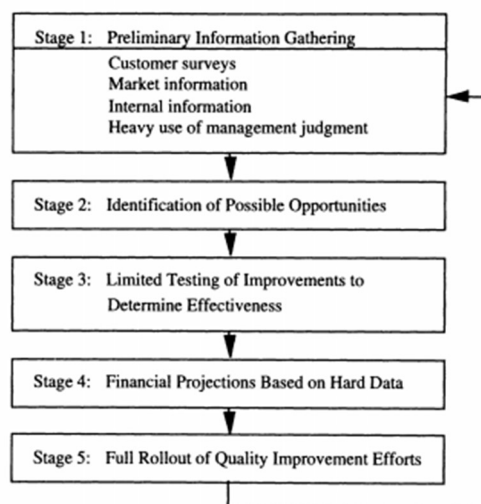 Stage 1: Preliminary Information Gathering
Customer surveys
Market information
Internal information
Heavy use of management judgment
Stage 2: Identification of Possible Opportunities
Stage 3: Limited Testing of Improvements to
Determine Effectiveness
Stage 4: Financial Projections Based on Hard Data
Stage 5: Full Rollout of Quality Improvement Efforts